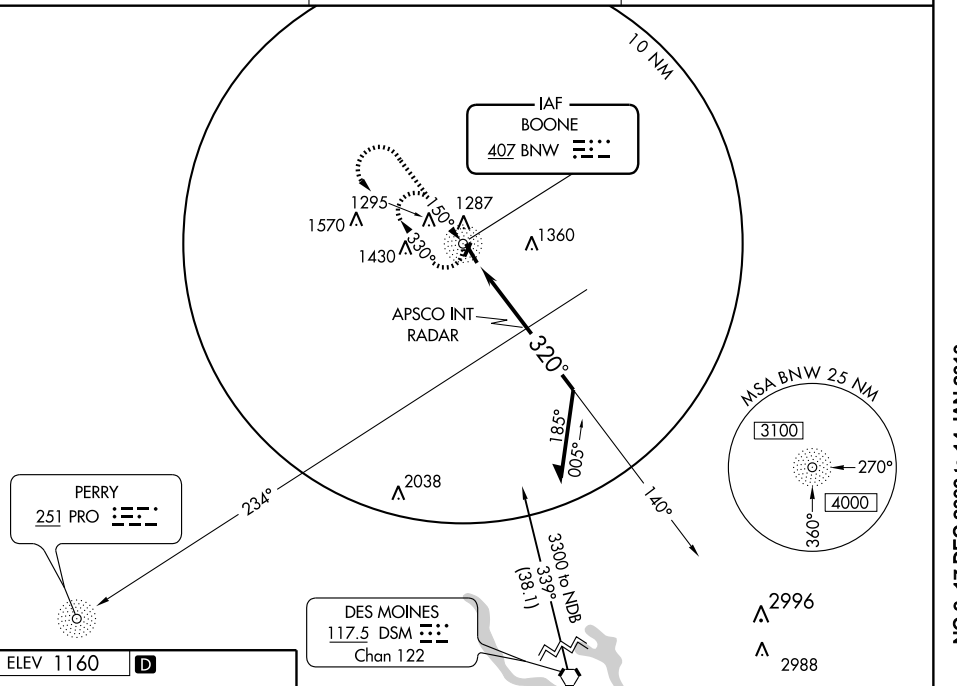 10 NM
IAF
BOONE
407 BNW
1295
150°
1287
1570
1430
330°
1360
APSCO INT
RADAR
320°
MSA BNW 25 NM
3100
270°
4000
360°
185°
005°
2038
234°
140°
PERRY
251 PRO
3300 to NDB
339°
(38.1)
DES MOINES
117.5 DSM
Chan 122
2996
2988
ELEV 1160
D